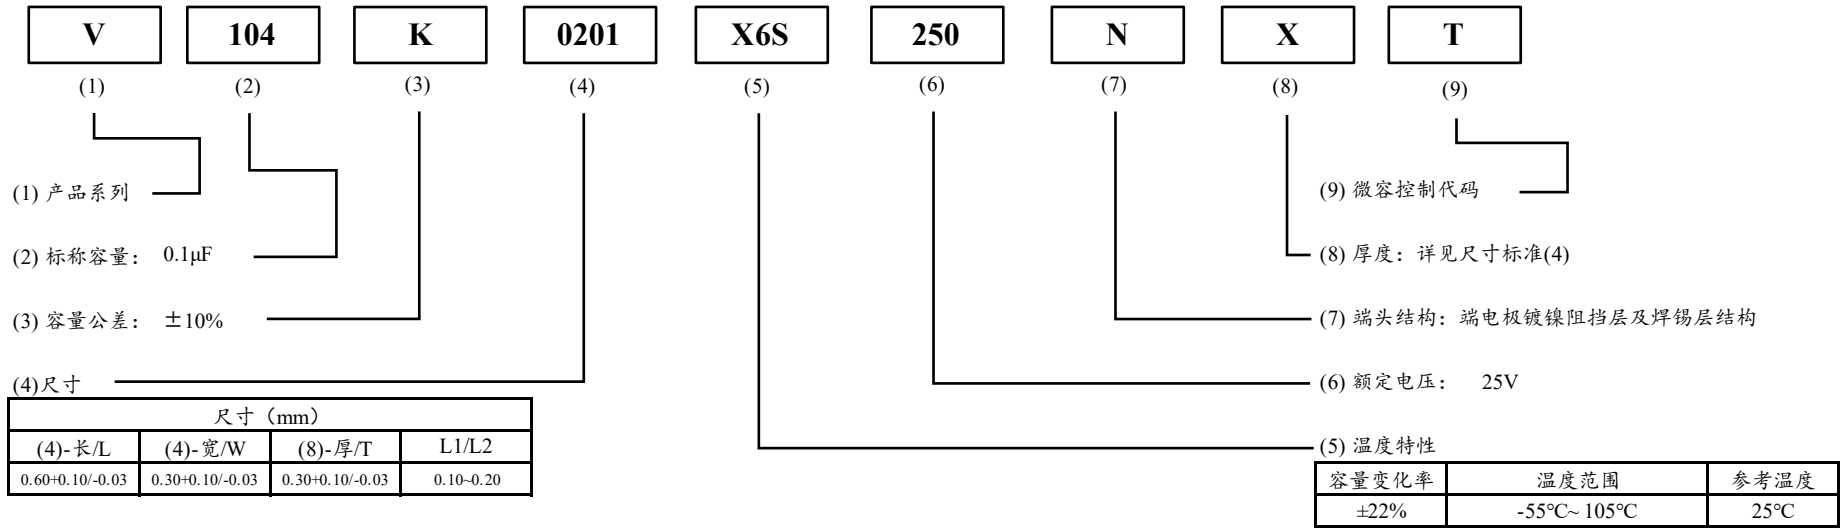 V 104 K 0201 X6S 250 N X T
(1) (2) (3) (4) (5) (6) (7) (8) (9)
(1) 产品系列
(9) 微容控制代码
(2) 标称容量： 0.1μF
(8) 厚度：详见尺寸标准(4)
(3) 容量公差： ±10%
(7) 端头结构：端电极镀镍阻挡层及焊锡层结构
(4)尺寸
(6) 额定电压： 25V
尺寸（mm）
(4)-长/L (4)-宽/W (8)-厚/T L1/L2
0.60+0.10/-0.03 0.30+0.10/-0.03 0.30+0.10/-0.03 0.10~0.20
(5) 温度特性
容量变化率 温度范围 参考温度
±22% -55℃~ 105℃ 25℃